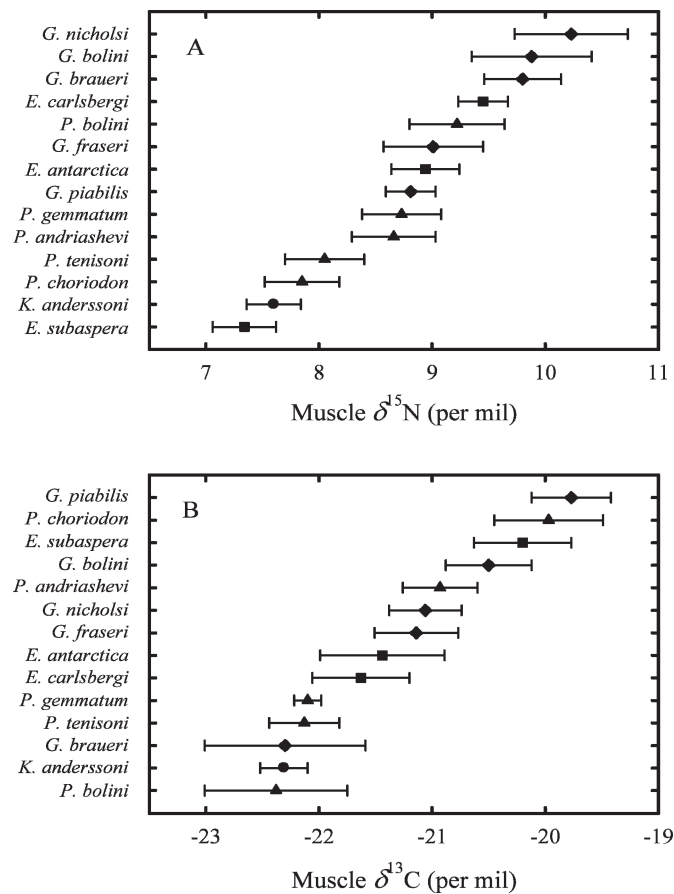 A
G. nicholsi
G. bolini
G. braueri
E. carlsbergi
P. bolini
G. fraseri
E. antarctica
G. piabilis
P. gemmatum
P. andriashevi
P. tenisoni
P. choriodon
K. anderssoni
E. subaspera
7 8 9 10 11
Muscle δ¹⁵N (per mil)
B
G. piabilis
P. choriodon
E. subaspera
G. bolini
P. andriashevi
G. nicholsi
G. fraseri
E. antarctica
E. carlsbergi
P. gemmatum
P. tenisoni
G. braueri
K. anderssoni
P. bolini
-23 -22 -21 -20 -19
Muscle δ¹³C (per mil)